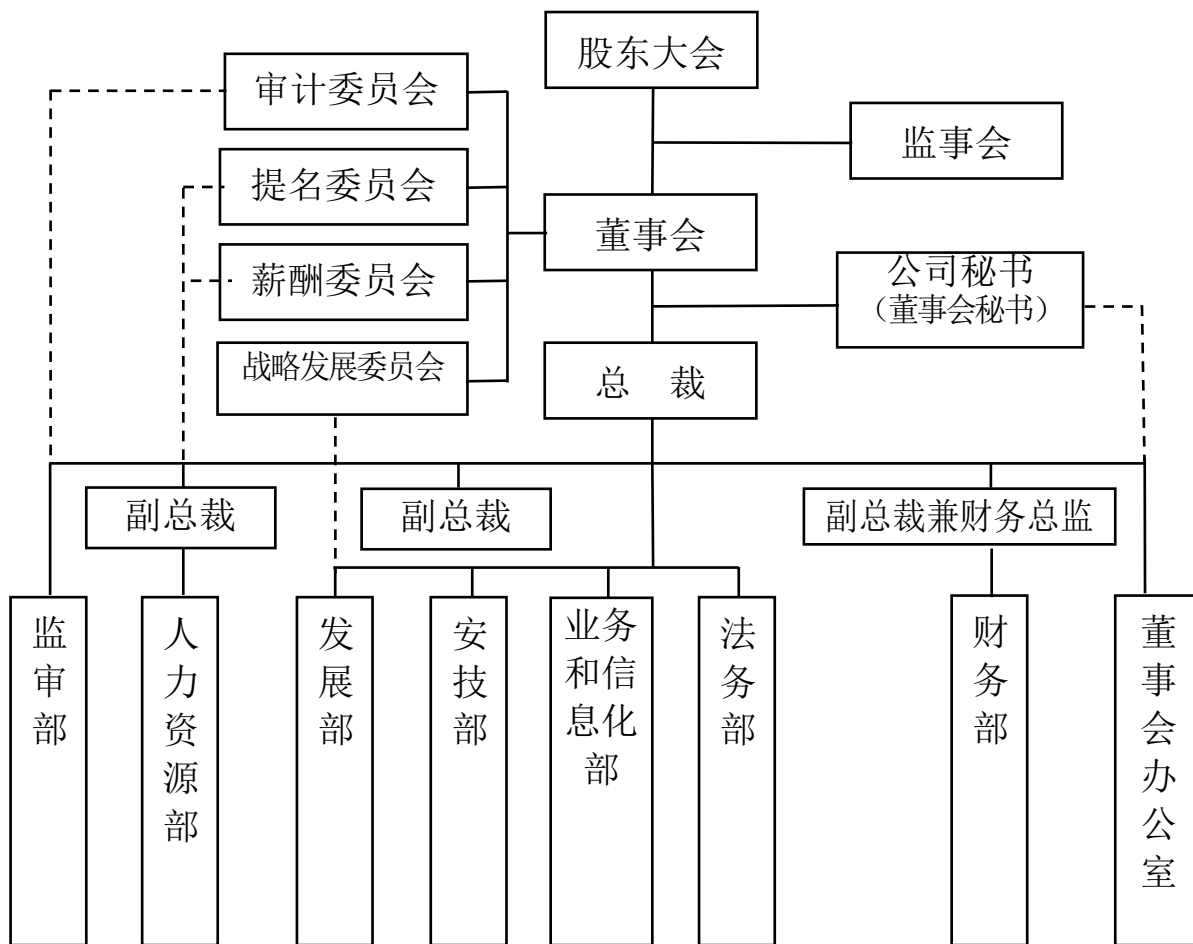 股东大会
审计委员会
监事会
提名委员会
董事会
薪酬委员会
公司秘书
（董事会秘书）
战略发展委员会
总 裁
副总裁
副总裁
副总裁兼财务总监
监审部
人力资源部
发展部
安技部
业务
和信
息化
部
法务部
财务部
董事会办公室